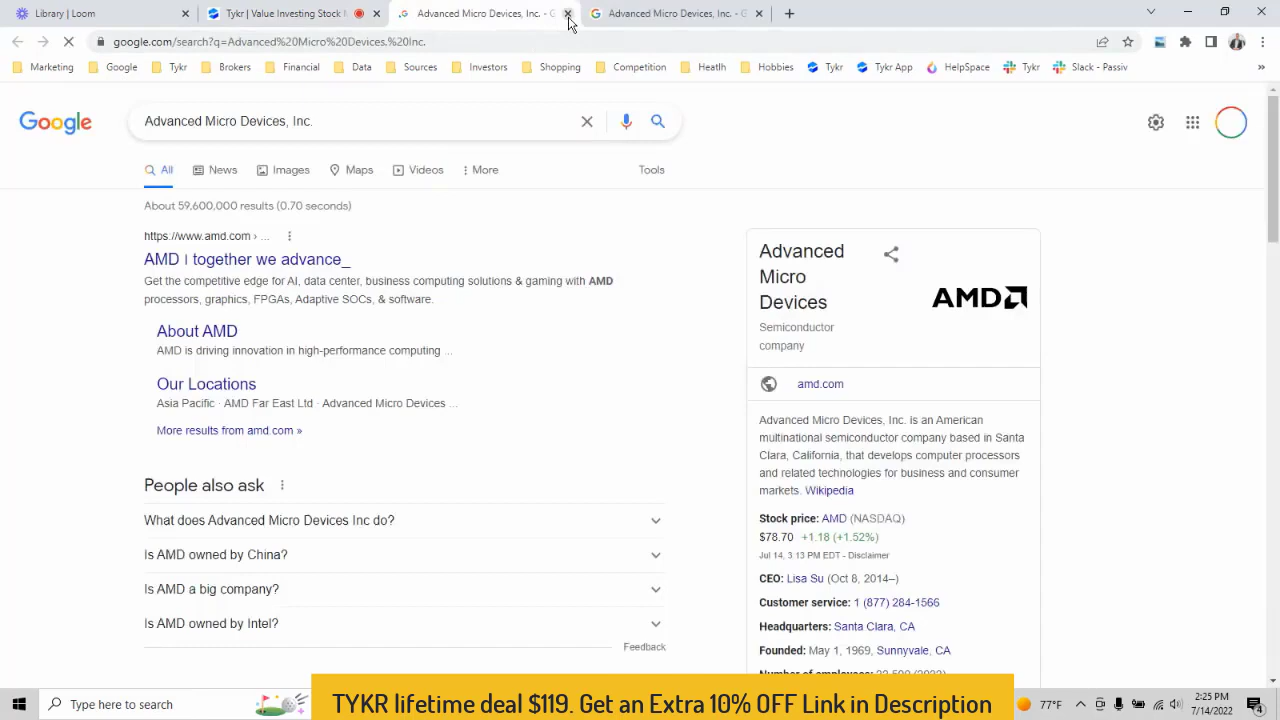 Library | Loom
Tykr | Value Investing Stock
Advanced Micro Devices, Inc. - G
Advanced Micro Devices, Inc. - G
google.com/search?q=Advanced%20Micro%20Devices,%20Inc.
Marketing
Google
Tykr
Brokers
Financial
Data
Sources
Investors
Shopping
Competition
Heatlh
Hobbies
Tykr
Tykr App
HelpSpace
Tykr
Slack - Passiv
»
Google
Advanced Micro Devices, Inc.
All
News
Images
Maps
Videos
More
Tools
About 59,600,000 results (0.70 seconds)
https://www.amd.com › ...
AMD | together we advance_
Get the competitive edge for AI, data center, business computing solutions & gaming with AMD
processors, graphics, FPGAs, Adaptive SOCs, & software.
About AMD
AMD is driving innovation in high-performance computing ...
Our Locations
Asia Pacific · AMD Far East Ltd · Advanced Micro Devices ...
More results from amd.com »
People also ask
What does Advanced Micro Devices Inc do?
Is AMD owned by China?
Is AMD a big company?
Is AMD owned by Intel?
Feedback
Advanced
Micro
Devices
AMD
Semiconductor
company
amd.com
Advanced Micro Devices, Inc. is an American
multinational semiconductor company based in Santa
Clara, California, that develops computer processors
and related technologies for business and consumer
markets. Wikipedia
Stock price: AMD (NASDAQ)
$78.70 +1.18 (+1.52%)
Jul 14, 3:13 PM EDT - Disclaimer
CEO: Lisa Su (Oct 8, 2014–)
Customer service: 1 (877) 284-1566
Headquarters: Santa Clara, CA
Founded: May 1, 1969, Sunnyvale, CA
Type here to search
TYKR lifetime deal $119. Get an Extra 10% OFF Link in Description
77°F
2:25 PM
7/14/2022
4